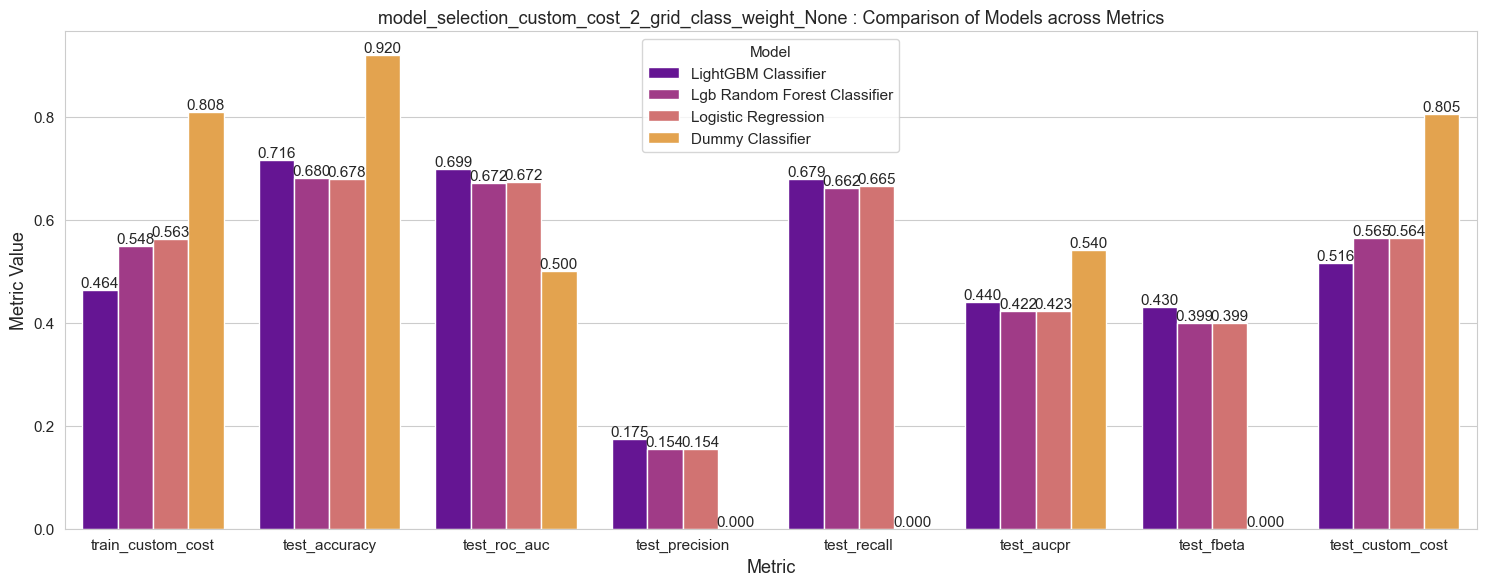 model_selection_custom_cost_2_grid_class_weight_None : Comparison of Models across Metrics
Model
LightGBM Classifier
Lgb Random Forest Classifier
Logistic Regression
Dummy Classifier
Metric Value
0.8
0.6
0.4
0.2
0.0
0.464
0.548
0.563
0.808
0.716
0.680
0.678
0.920
0.699
0.672
0.672
0.500
0.175
0.154
0.154
0.000
0.679
0.662
0.665
0.000
0.440
0.422
0.423
0.540
0.430
0.399
0.399
0.000
0.516
0.565
0.564
0.805
train_custom_cost
test_accuracy
test_roc_auc
test_precision
test_recall
test_aucpr
test_fbeta
test_custom_cost
Metric